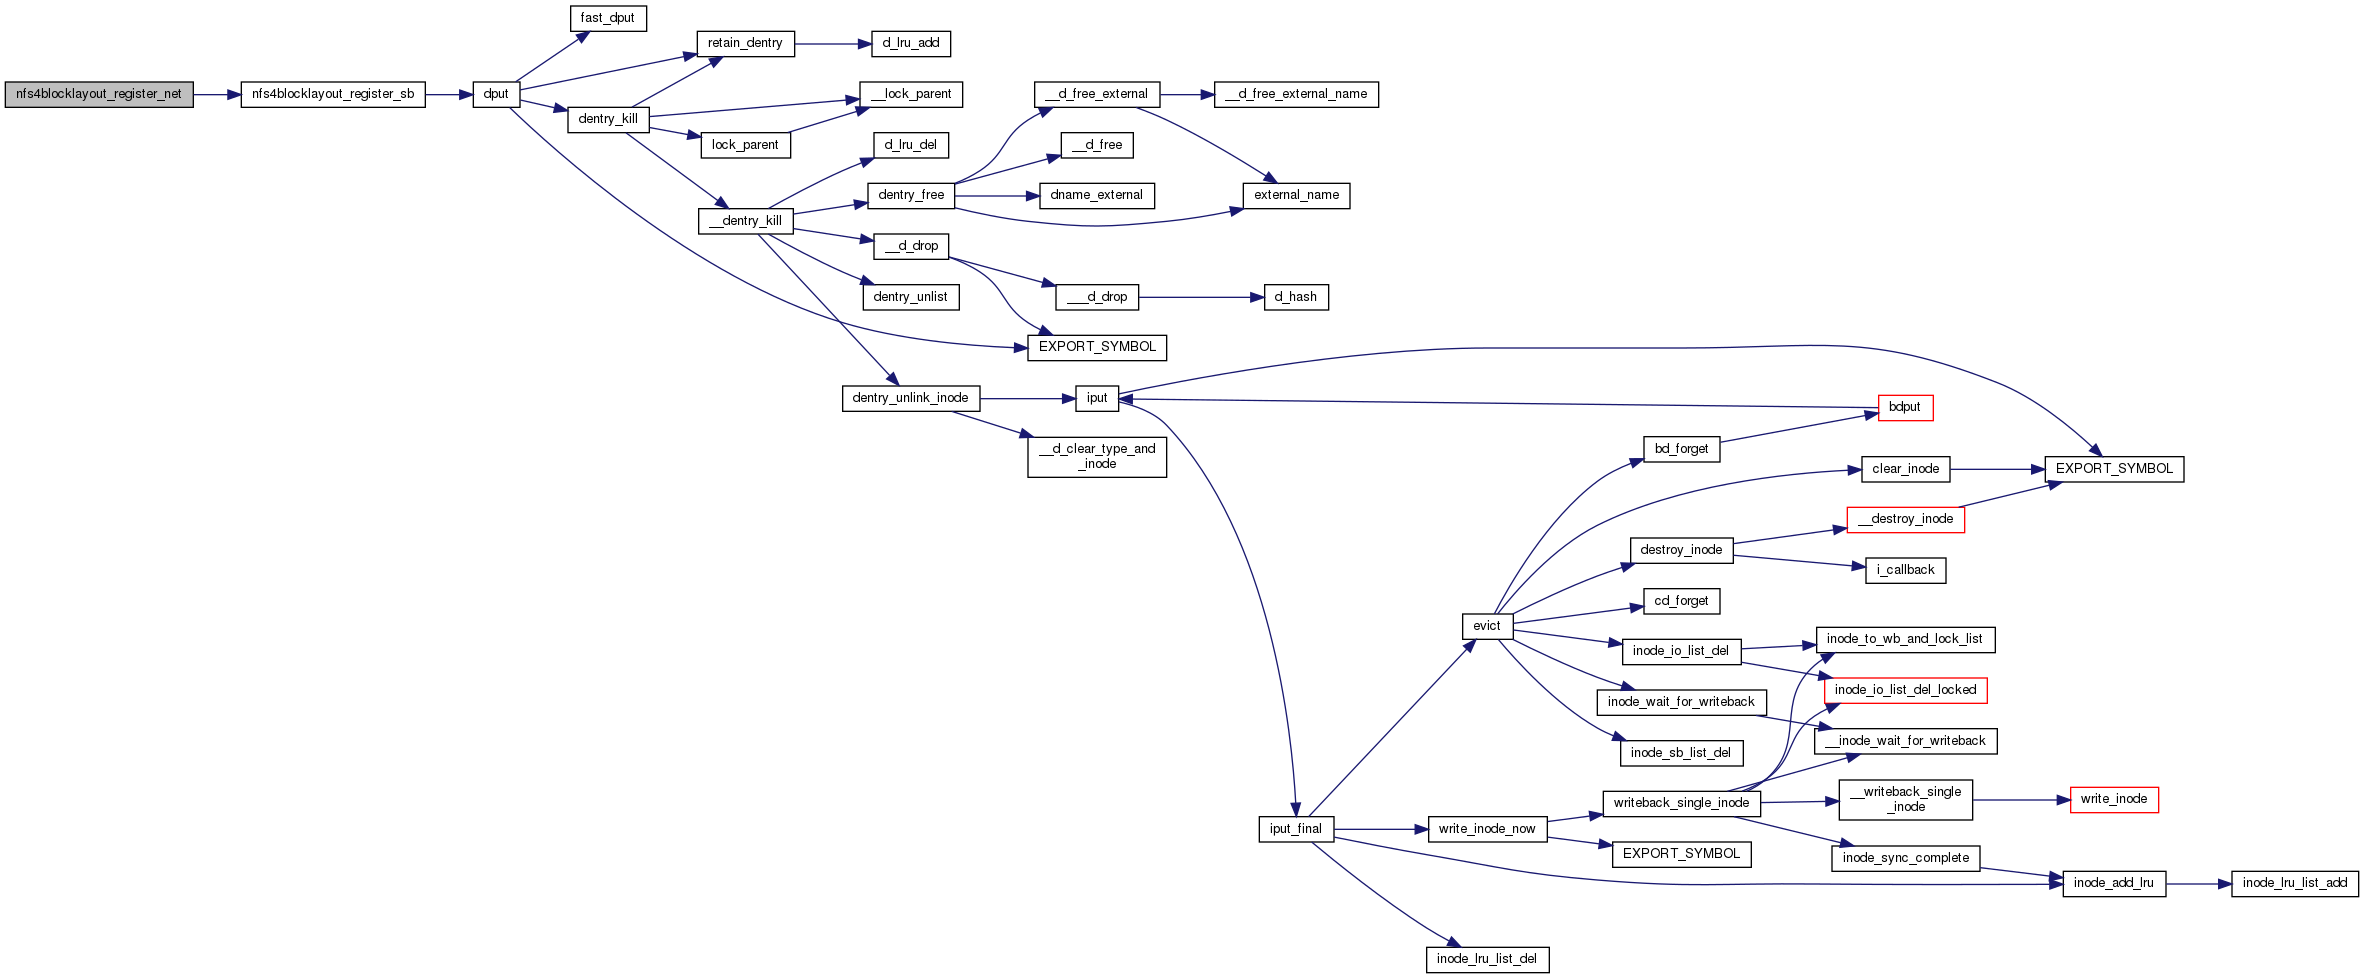 fast_dput
retain_dentry
d_lru_add
nfs4blocklayout_register_net
nfs4blocklayout_register_sb
dput
__lock_parent
__d_free_external
__d_free_external_name
dentry_kill
lock_parent
d_lru_del
__d_free
dentry_free
dname_external
external_name
__dentry_kill
__d_drop
dentry_unlist
___d_drop
d_hash
EXPORT_SYMBOL
dentry_unlink_inode
iput
bdput
__d_clear_type_and
_inode
bd_forget
clear_inode
EXPORT_SYMBOL
__destroy_inode
destroy_inode
i_callback
cd_forget
evict
inode_to_wb_and_lock_list
inode_io_list_del
inode_io_list_del_locked
inode_wait_for_writeback
__inode_wait_for_writeback
inode_sb_list_del
writeback_single_inode
__writeback_single
_inode
write_inode
iput_final
write_inode_now
EXPORT_SYMBOL
inode_sync_complete
inode_add_lru
inode_lru_list_add
inode_lru_list_del